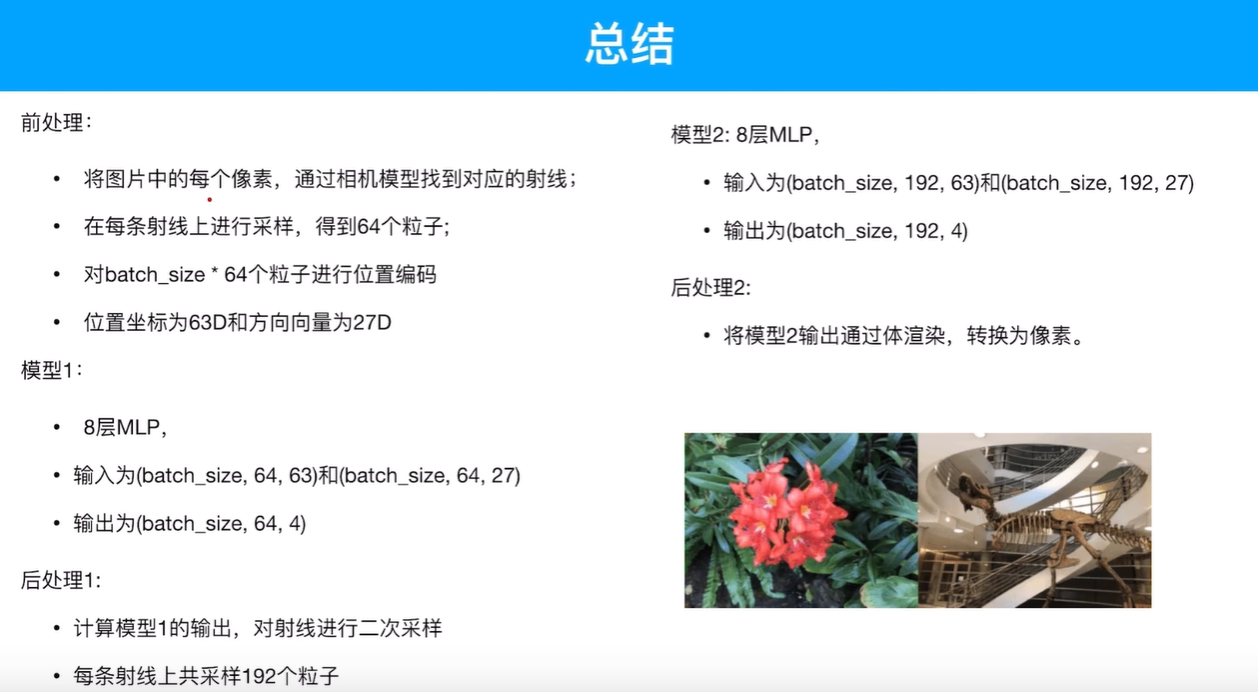 总结
前处理：
• 将图片中的每个像素，通过相机模型找到对应的射线；
• 在每条射线上进行采样，得到64个粒子;
• 对batch_size * 64个粒子进行位置编码
• 位置坐标为63D和方向向量为27D
模型1：
• 8层MLP，
• 输入为(batch_size, 64, 63)和(batch_size, 64, 27)
• 输出为(batch_size, 64, 4)
后处理1:
• 计算模型1的输出，对射线进行二次采样
• 每条射线上共采样192个粒子
模型2: 8层MLP，
• 输入为(batch_size, 192, 63)和(batch_size, 192, 27)
• 输出为(batch_size, 192, 4)
后处理2:
• 将模型2输出通过体渲染，转换为像素。